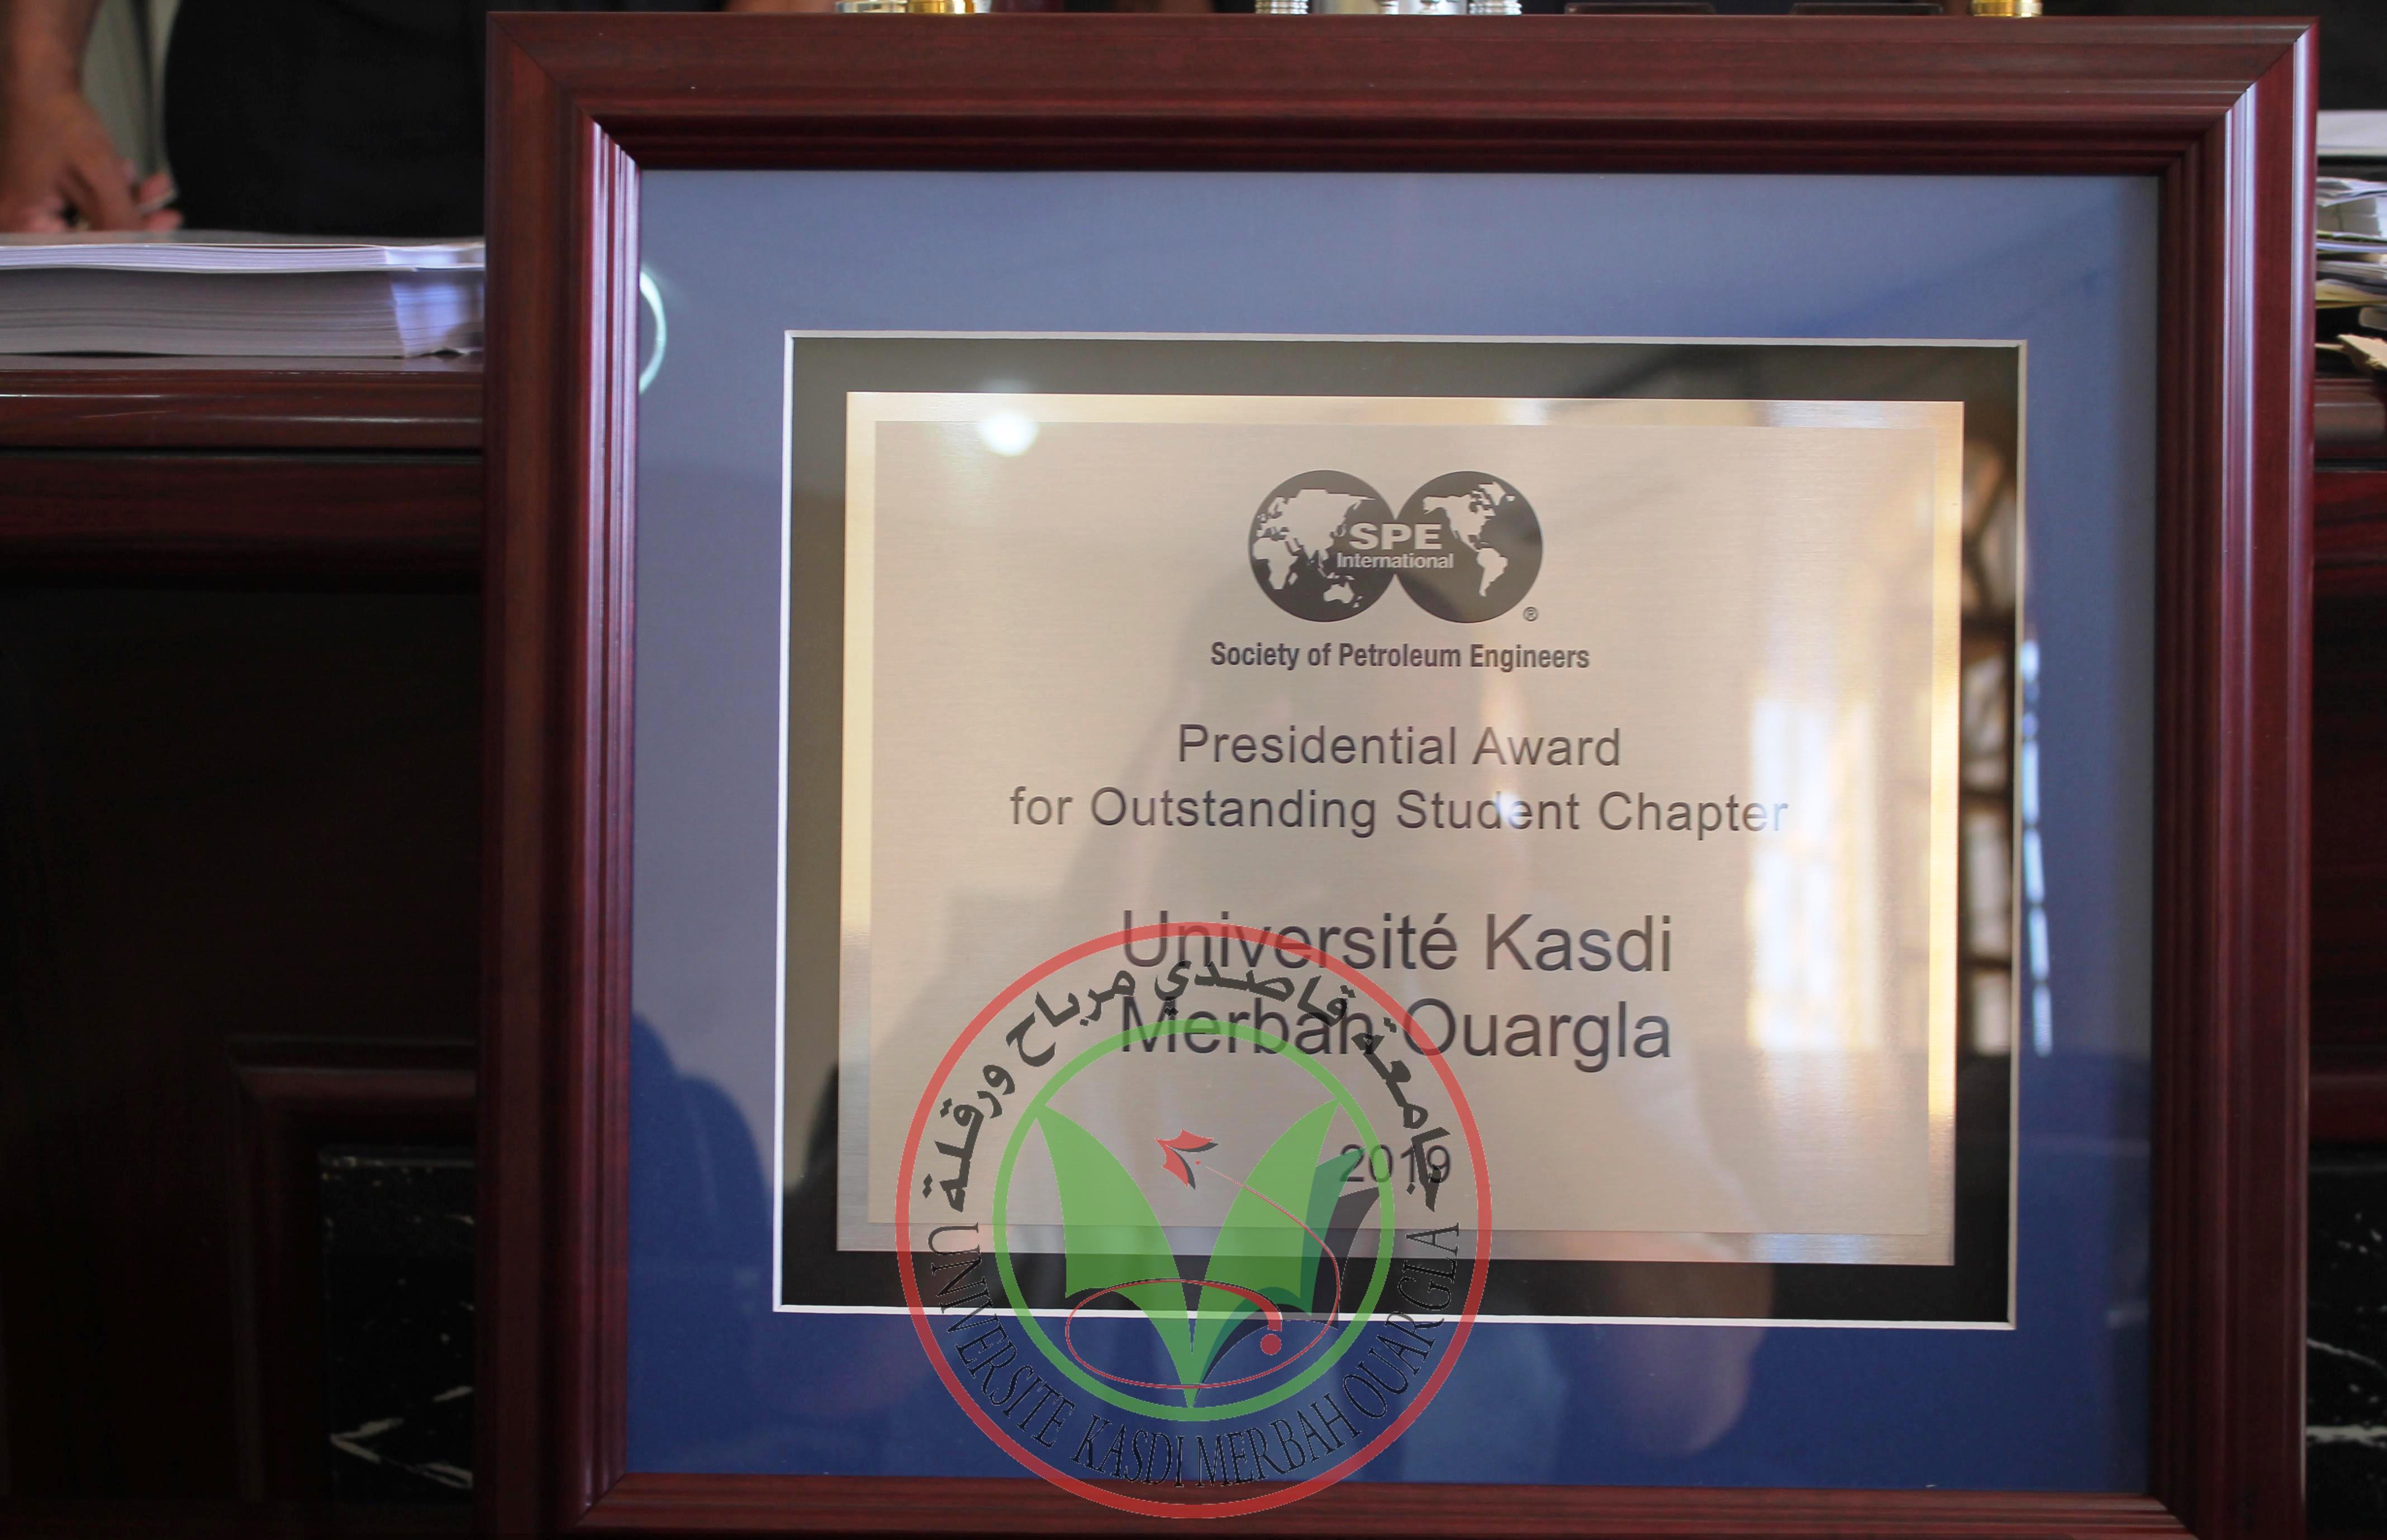 SPE
International
®
Society of Petroleum Engineers
Presidential Award
for Outstanding Student Chapter
Université Kasdi
Merbah Ouargla
2019
جامعة قاصدي مرباح ورقلة
UNIVERSITE KASDI MERBAH OUARGLA